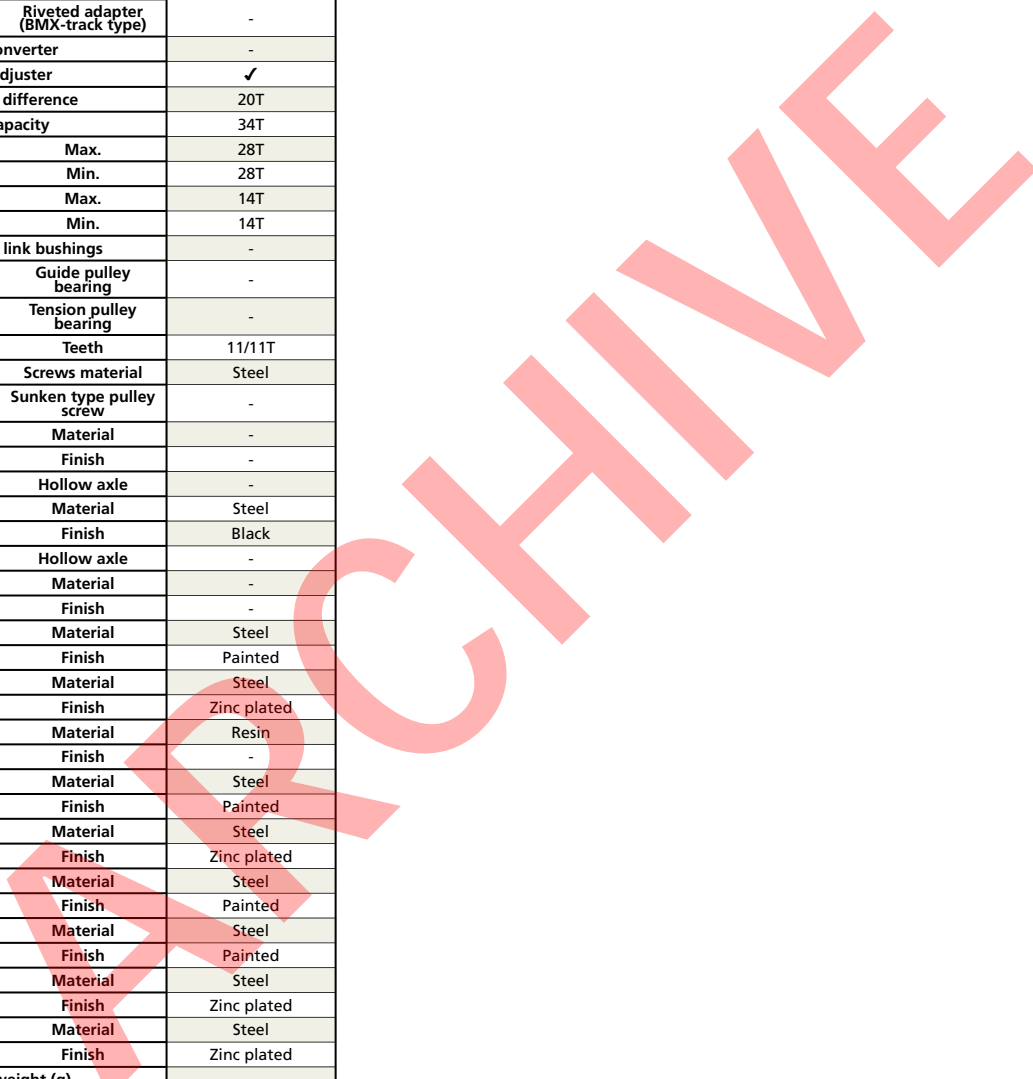 Riveted adapter
(BMX-track type) -
onverter -
djuster ✓
difference 20T
apacity 34T
Max. 28T
Min. 28T
Max. 14T
Min. 14T
link bushings -
Guide pulley
bearing -
Tension pulley
bearing -
Teeth 11/11T
Screws material Steel
Sunken type pulley
screw -
Material -
Finish -
Hollow axle -
Material Steel
Finish Black
Hollow axle -
Material -
Finish -
Material Steel
Finish Painted
Material Steel
Finish Zinc plated
Material Resin
Finish -
Material Steel
Finish Painted
Material Steel
Finish Zinc plated
Material Steel
Finish Painted
Material Steel
Finish Painted
Material Steel
Finish Zinc plated
Material Steel
Finish Zinc plated
weight (g)
ARCHIVE